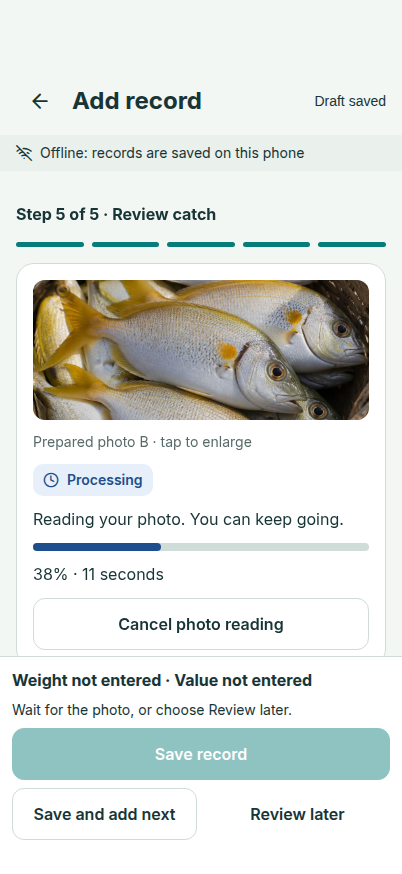 Add record
Draft saved
Offline: records are saved on this phone
Step 5 of 5 · Review catch
Prepared photo B · tap to enlarge
Processing
Reading your photo. You can keep going.
38% · 11 seconds
Cancel photo reading
Weight not entered · Value not entered
Wait for the photo, or choose Review later.
Save record
Save and add next
Review later